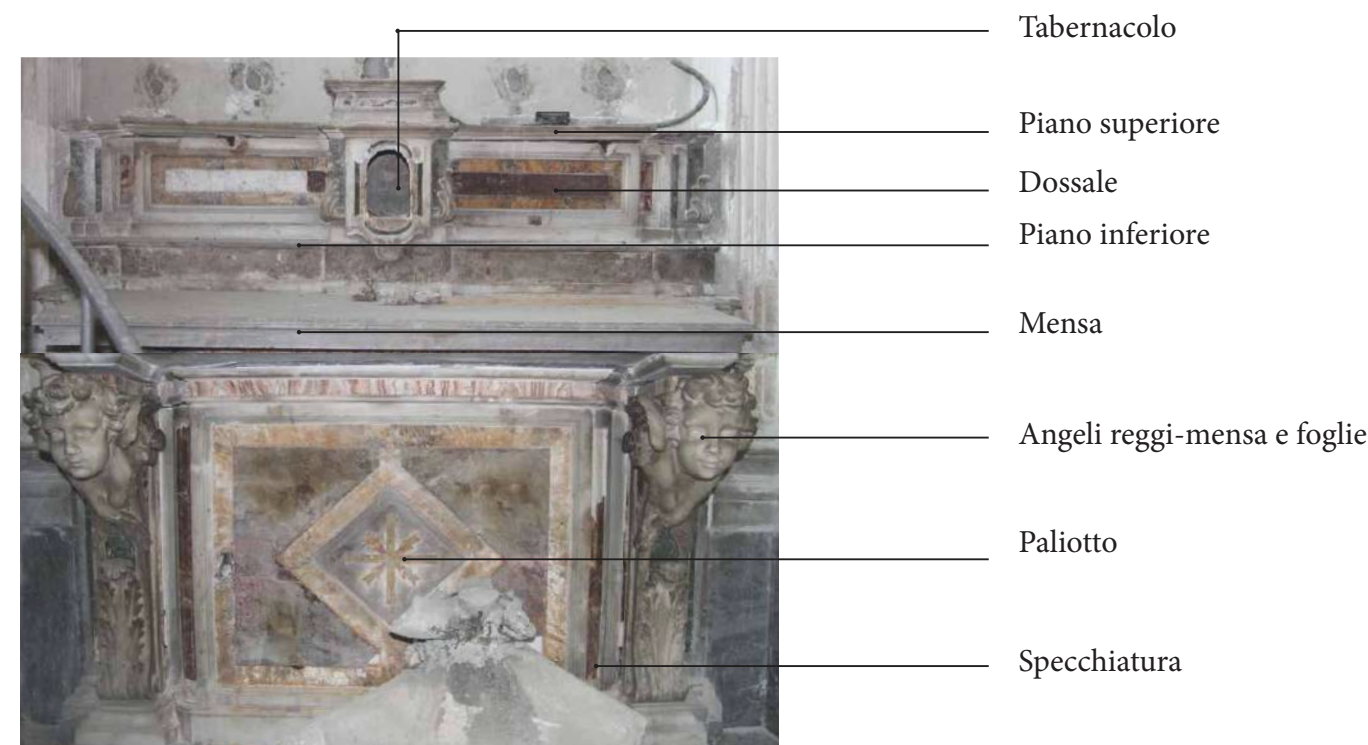 Tabernacolo
Piano superiore
Dossale
Piano inferiore
Mensa
Angeli reggi-mensa e foglie
Paliotto
Specchiatura